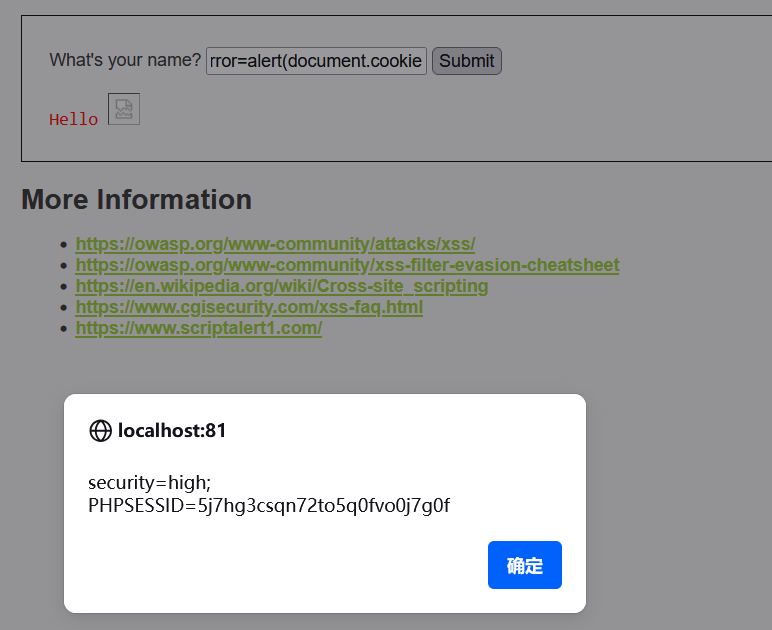 What's your name? rror=alert(document.cookie Submit
Hello
More Information
https://owasp.org/www-community/attacks/xss/
https://owasp.org/www-community/xss-filter-evasion-cheatsheet
https://en.wikipedia.org/wiki/Cross-site_scripting
https://www.cgisecurity.com/xss-faq.html
https://www.scriptalert1.com/
localhost:81
security=high;
PHPSESSID=5j7hg3csqn72to5q0fvo0j7g0f
确定